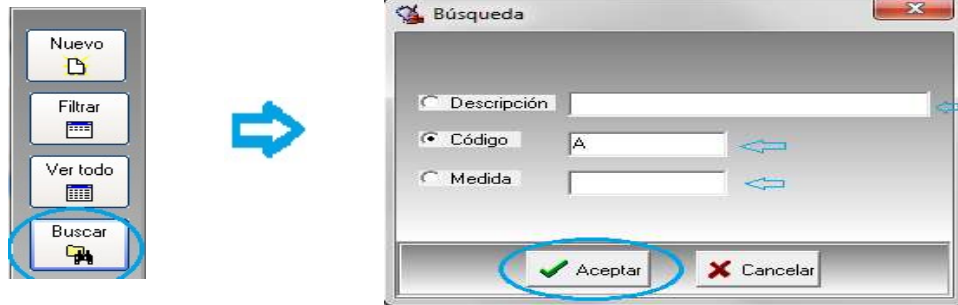 Nuevo
Filtrar
Ver todo
Buscar
Búsqueda
Descripción
Código A
Medida
Aceptar Cancelar